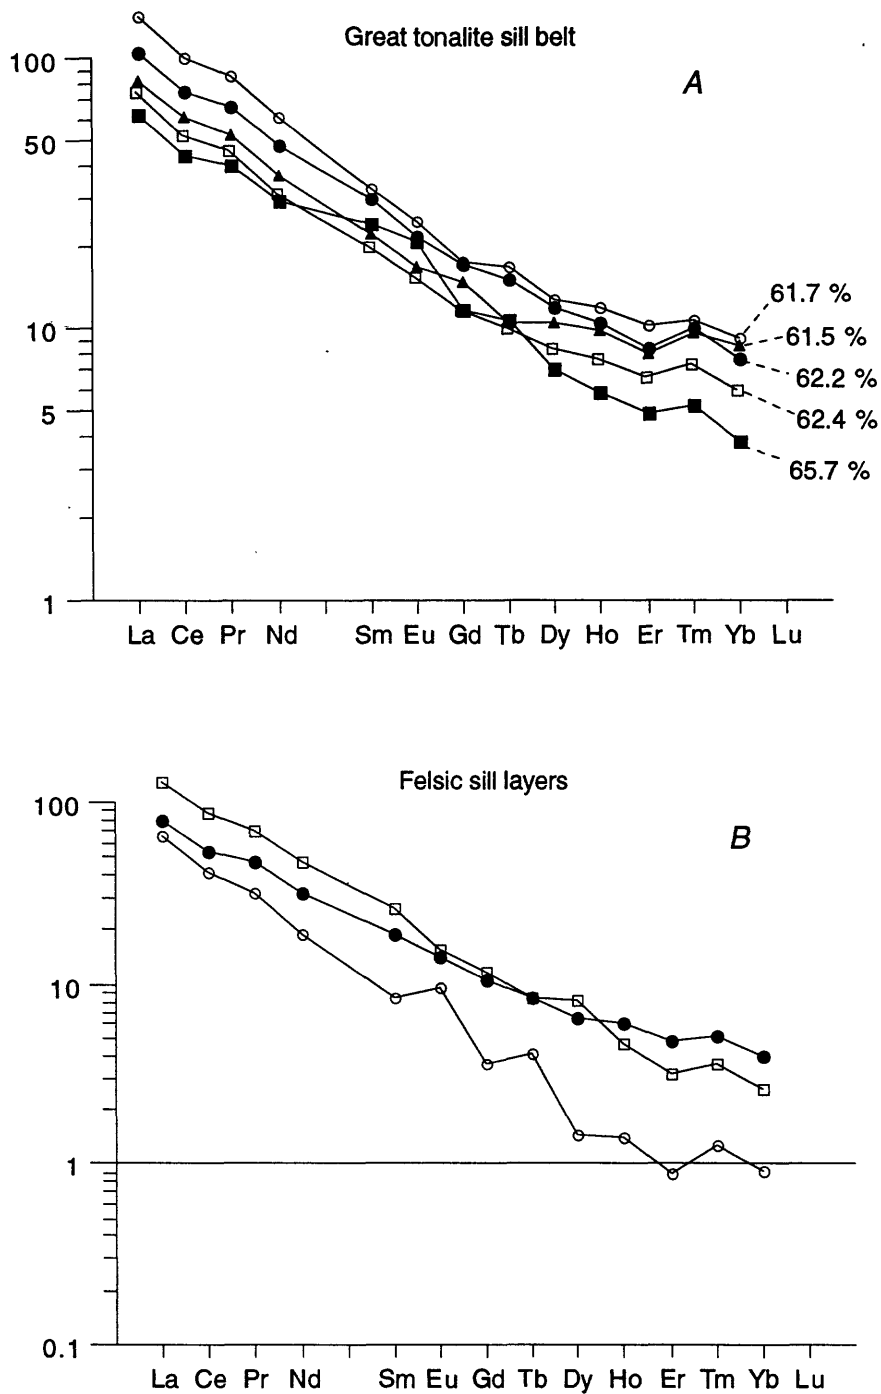 Great tonalite sill belt
A
100
50
10
5
1
61.7 %
61.5 %
62.2 %
62.4 %
65.7 %
La Ce Pr Nd Sm Eu Gd Tb Dy Ho Er Tm Yb Lu
Felsic sill layers
B
100
10
1
0.1
La Ce Pr Nd Sm Eu Gd Tb Dy Ho Er Tm Yb Lu